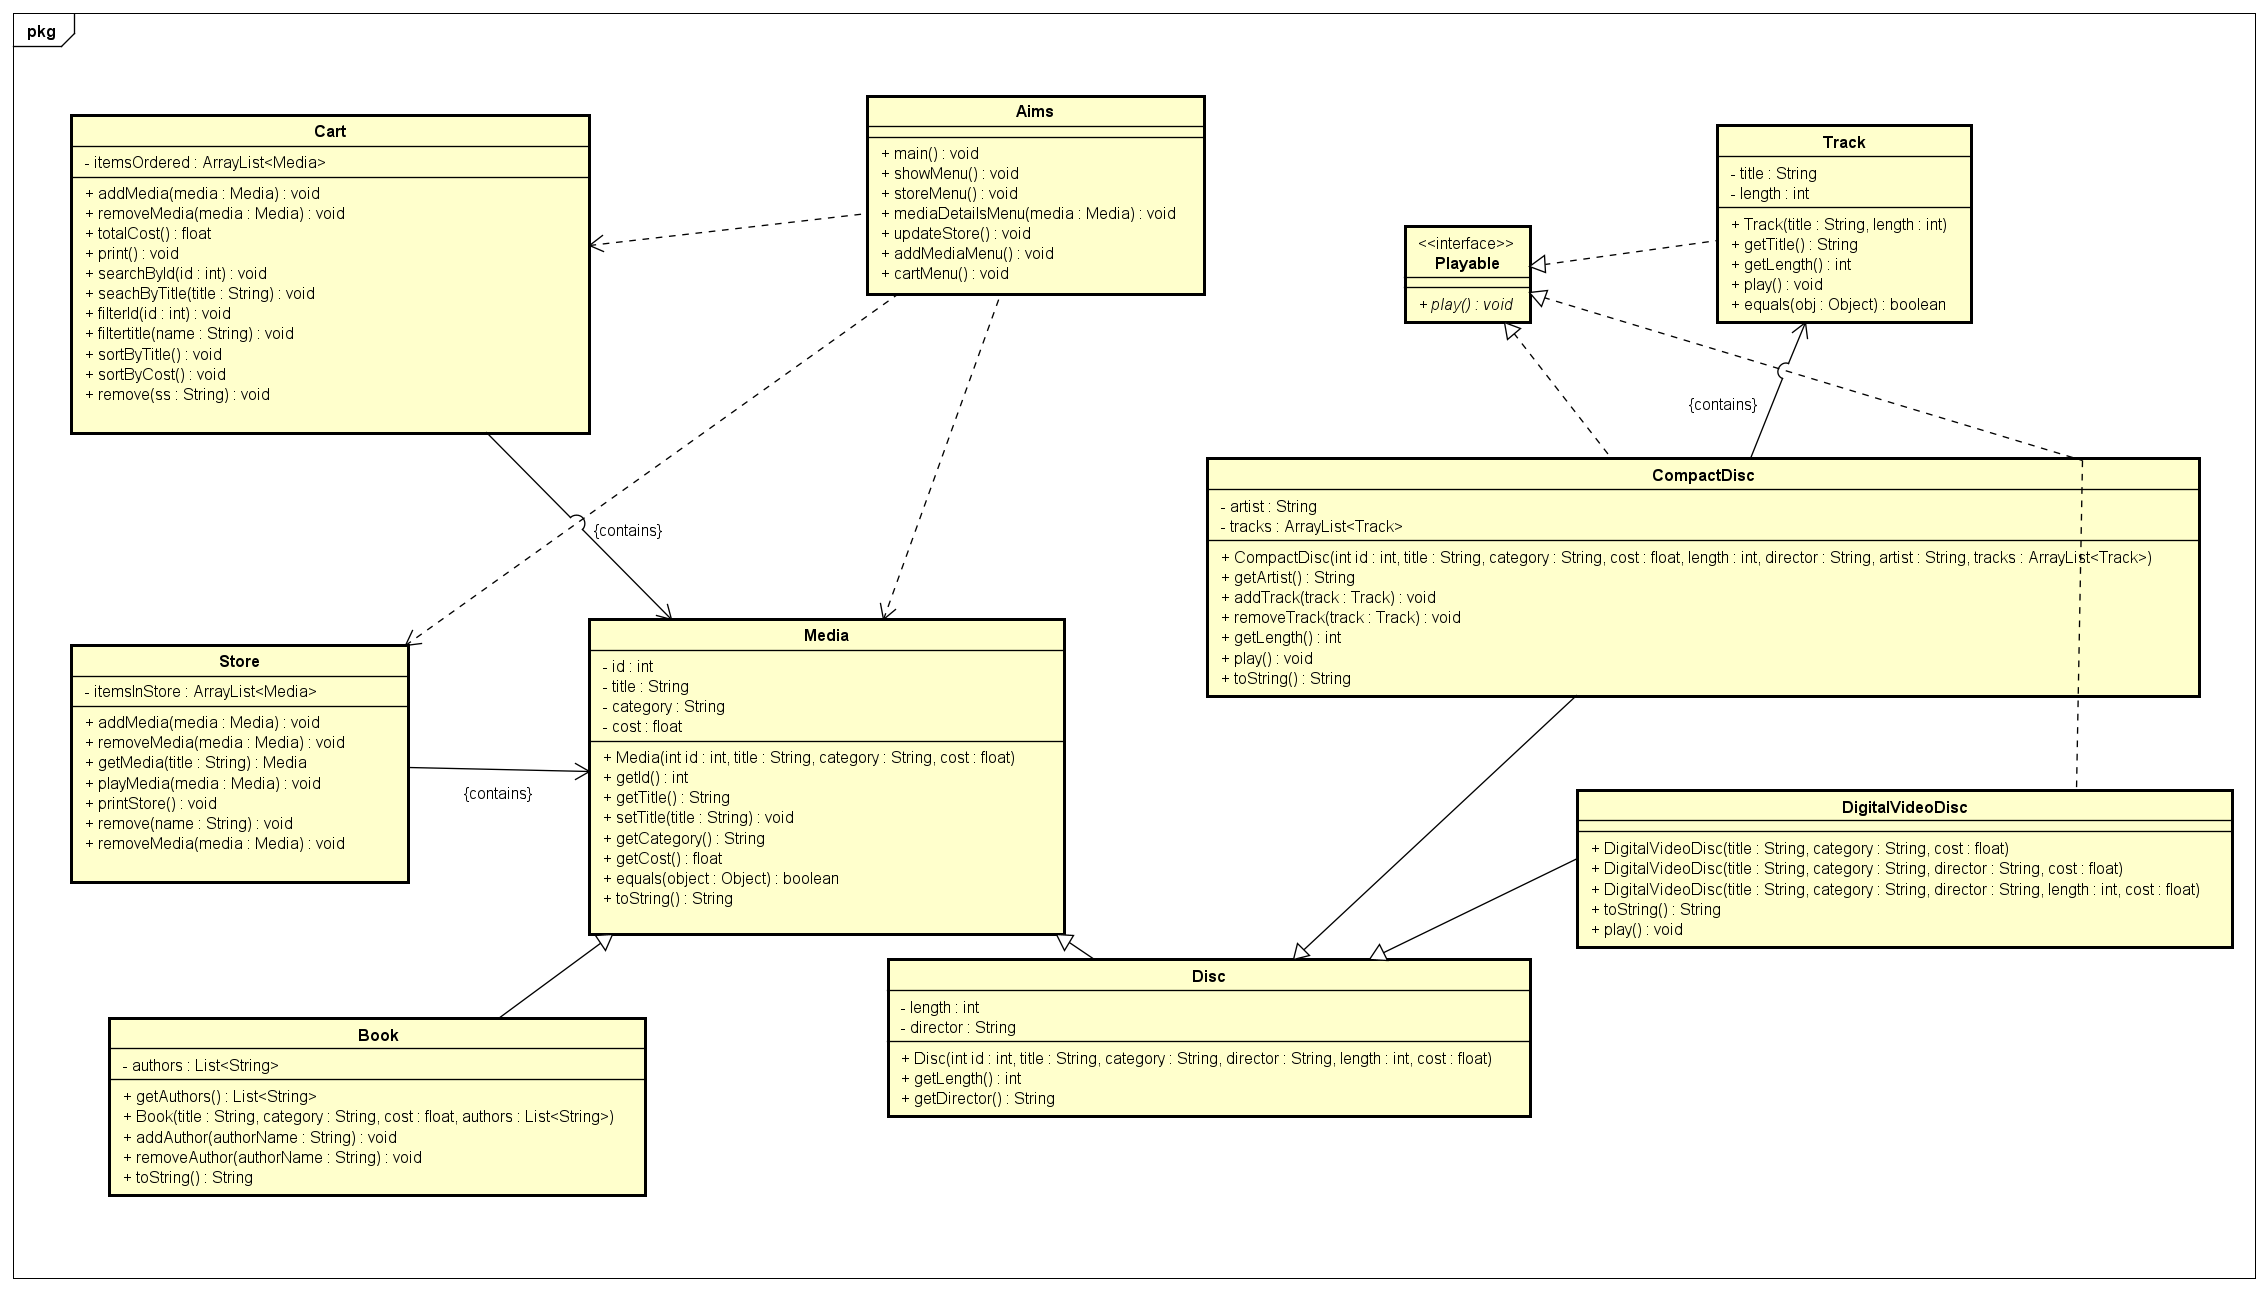 pkg
Cart
- itemsOrdered : ArrayList<Media>
+ addMedia(media : Media) : void
+ removeMedia(media : Media) : void
+ totalCost() : float
+ print() : void
+ searchById(id : int) : void
+ seachByTitle(title : String) : void
+ filterId(id : int) : void
+ filtertitle(name : String) : void
+ sortByTitle() : void
+ sortByCost() : void
+ remove(ss : String) : void
Aims
+ main() : void
+ showMenu() : void
+ storeMenu() : void
+ mediaDetailsMenu(media : Media) : void
+ updateStore() : void
+ addMediaMenu() : void
+ cartMenu() : void
<<interface>>
Playable
+ play() : void
Track
- title : String
- length : int
+ Track(title : String, length : int)
+ getTitle() : String
+ getLength() : int
+ play() : void
+ equals(obj : Object) : boolean
{contains}
{contains}
CompactDisc
- artist : String
- tracks : ArrayList<Track>
+ CompactDisc(int id : int, title : String, category : String, cost : float, length : int, director : String, artist : String, tracks : ArrayList<Track>)
+ getArtist() : String
+ addTrack(track : Track) : void
+ removeTrack(track : Track) : void
+ getLength() : int
+ play() : void
+ toString() : String
Store
- itemsInStore : ArrayList<Media>
+ addMedia(media : Media) : void
+ removeMedia(media : Media) : void
+ getMedia(title : String) : Media
+ playMedia(media : Media) : void
+ printStore() : void
+ remove(name : String) : void
+ removeMedia(media : Media) : void
{contains}
Media
- id : int
- title : String
- category : String
- cost : float
+ Media(int id : int, title : String, category : String, cost : float)
+ getId() : int
+ getTitle() : String
+ setTitle(title : String) : void
+ getCategory() : String
+ getCost() : float
+ equals(object : Object) : boolean
+ toString() : String
DigitalVideoDisc
+ DigitalVideoDisc(title : String, category : String, cost : float)
+ DigitalVideoDisc(title : String, category : String, director : String, cost : float)
+ DigitalVideoDisc(title : String, category : String, director : String, length : int, cost : float)
+ toString() : String
+ play() : void
Disc
- length : int
- director : String
+ Disc(int id : int, title : String, category : String, director : String, length : int, cost : float)
+ getLength() : int
+ getDirector() : String
Book
- authors : List<String>
+ getAuthors() : List<String>
+ Book(title : String, category : String, cost : float, authors : List<String>)
+ addAuthor(authorName : String) : void
+ removeAuthor(authorName : String) : void
+ toString() : String